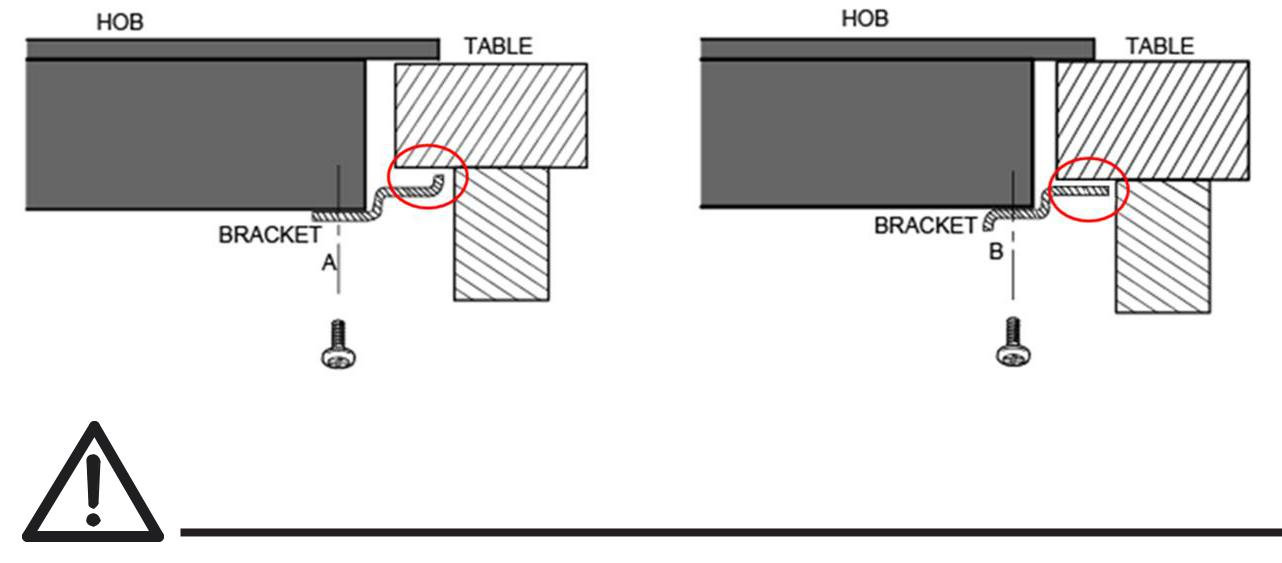 HOB
TABLE
BRACKET
A
HOB
TABLE
BRACKET
B